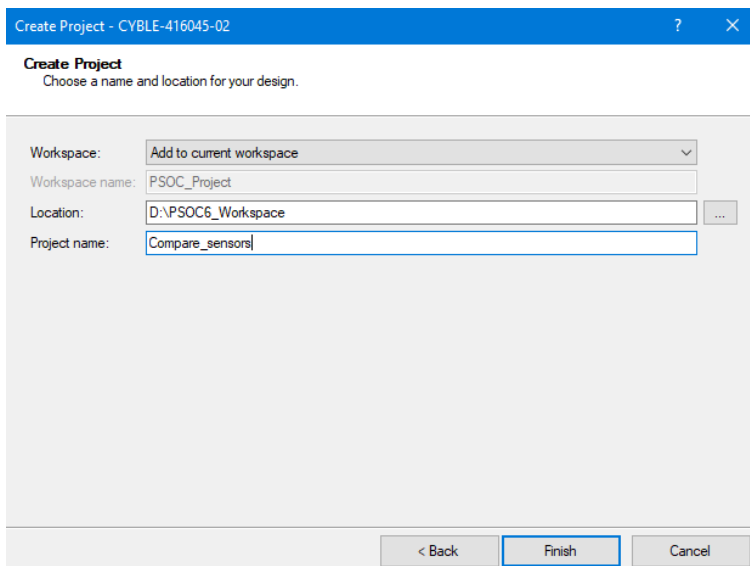 Create Project - CYBLE-416045-02 ? ×
Create Project
Choose a name and location for your design.
Workspace: Add to current workspace
Workspace name: PSOC_Project
Location: D:\PSOC6_Workspace ...
Project name: Compare_sensors
< Back Finish Cancel